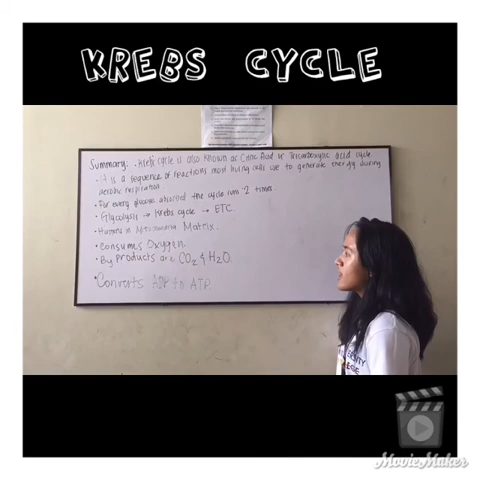 KREBS CYCLE
Summary: • Krebs cycle is also known as Citric Acid or Tricarboxylic acid cycle.
• it is a sequence of reactions most living cells use to generate energy during
aerobic respiration
• For every glucose absorbed the cycle runs 2 times.
• Glycolysis → Krebs cycle → ETC.
• Humans in Mitochondria Matrix.
• consumes Oxygen.
• By products are CO2 & H2O.
• Converts ADP to ATP
MovieMaker